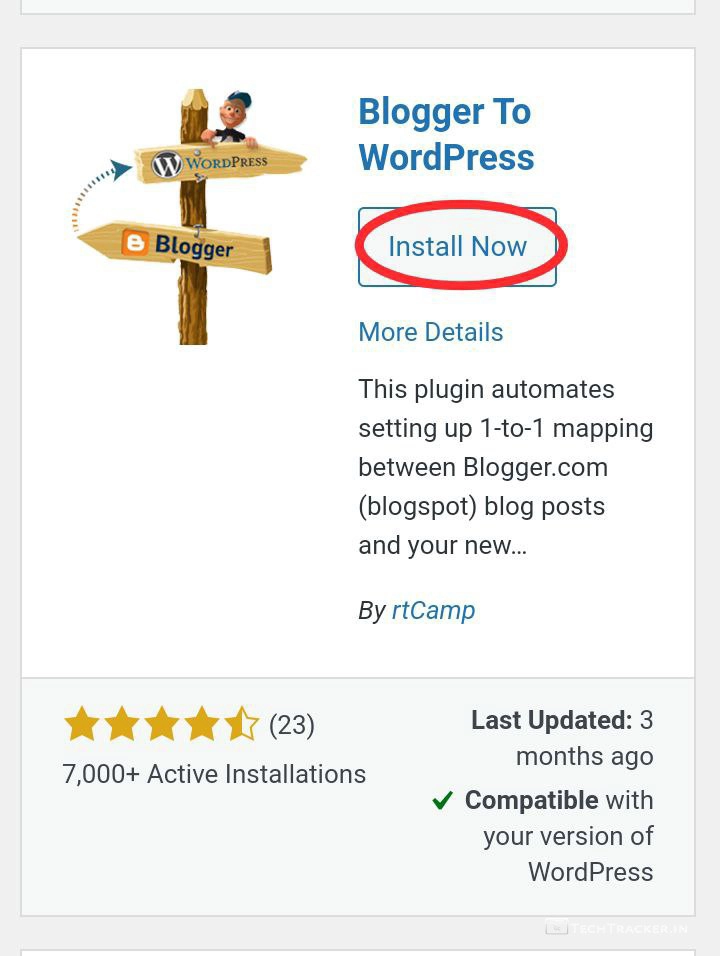 WORDPRESS
Blogger
Blogger To
WordPress
Install Now
More Details
This plugin automates
setting up 1-to-1 mapping
between Blogger.com
(blogspot) blog posts
and your new...
By rtCamp
(23)
7,000+ Active Installations
Last Updated: 3
months ago
Compatible with
your version of
WordPress
TECHTRACKER.IN